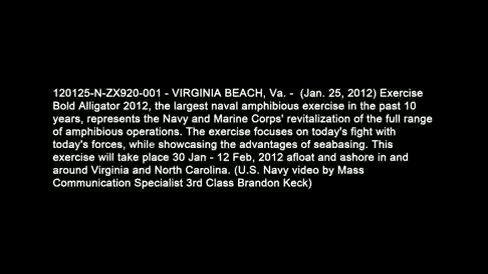 120125-N-ZX920-001 - VIRGINIA BEACH, Va. -  (Jan. 25, 2012) Exercise
Bold Alligator 2012, the largest naval amphibious exercise in the past 10
years, represents the Navy and Marine Corps' revitalization of the full range
of amphibious operations. The exercise focuses on today's fight with
today's forces, while showcasing the advantages of seabasing. This
exercise will take place 30 Jan - 12 Feb, 2012 afloat and ashore in and
around Virginia and North Carolina. (U.S. Navy video by Mass
Communication Specialist 3rd Class Brandon Keck)